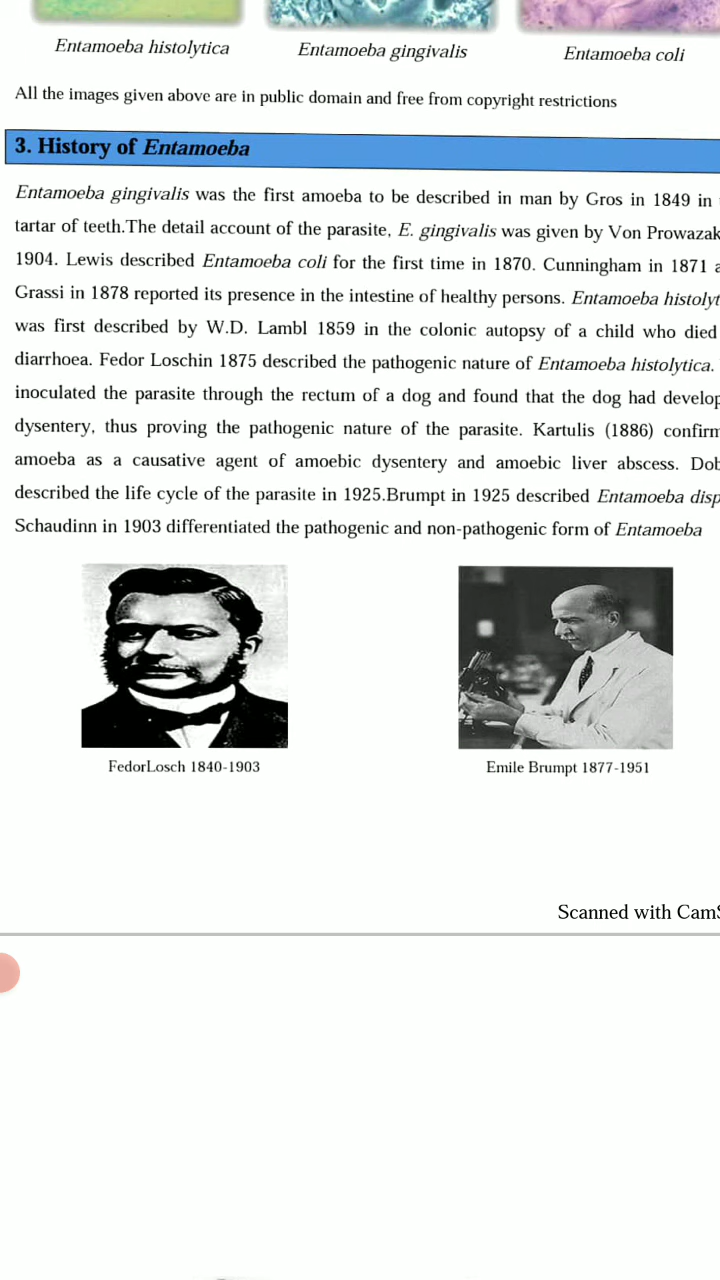 Entamoeba histolytica Entamoeba gingivalis Entamoeba coli
All the images given above are in public domain and free from copyright restrictions
3. History of Entamoeba
Entamoeba gingivalis was the first amoeba to be described in man by Gros in 1849 in
tartar of teeth.The detail account of the parasite, E. gingivalis was given by Von Prowazak
1904. Lewis described Entamoeba coli for the first time in 1870. Cunningham in 1871 a
Grassi in 1878 reported its presence in the intestine of healthy persons. Entamoeba histolyt
was first described by W.D. Lambl 1859 in the colonic autopsy of a child who died
diarrhoea. Fedor Loschin 1875 described the pathogenic nature of Entamoeba histolytica.
inoculated the parasite through the rectum of a dog and found that the dog had develop
dysentery, thus proving the pathogenic nature of the parasite. Kartulis (1886) confirm
amoeba as a causative agent of amoebic dysentery and amoebic liver abscess. Dob
described the life cycle of the parasite in 1925.Brumpt in 1925 described Entamoeba disp
Schaudinn in 1903 differentiated the pathogenic and non-pathogenic form of Entamoeba
FedorLosch 1840-1903 Emile Brumpt 1877-1951
Scanned with CamS